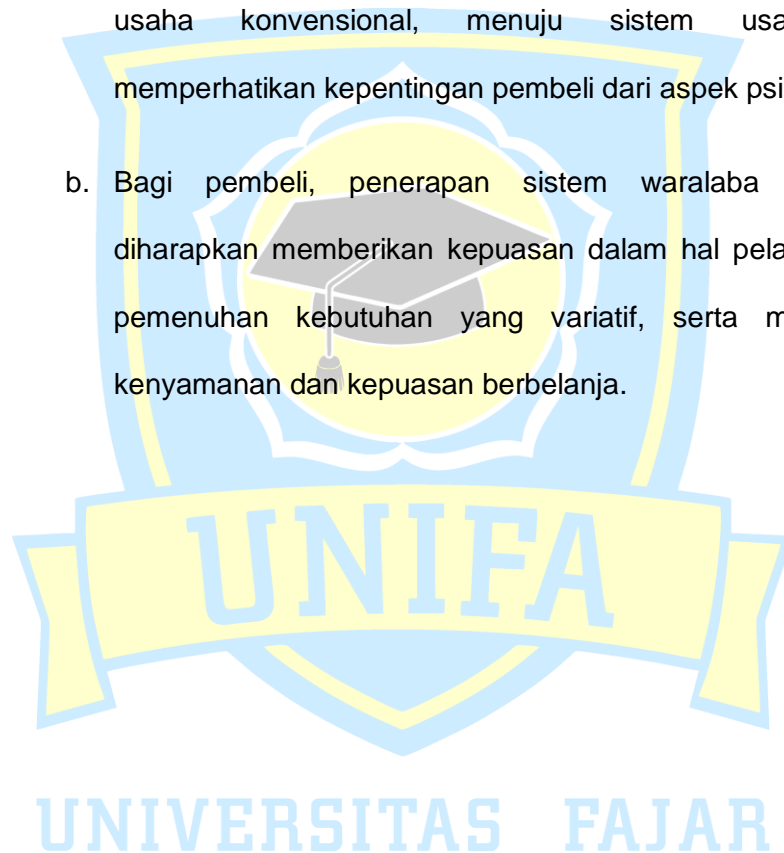 usaha konvensional, menuju sistem usa
memperhatikan kepentingan pembeli dari aspek psi
b. Bagi pembeli, penerapan sistem waralaba
diharapkan memberikan kepuasan dalam hal pela
pemenuhan kebutuhan yang variatif, serta m
kenyamanan dan kepuasan berbelanja.
UNIFA
UNIVERSITAS FAJAR